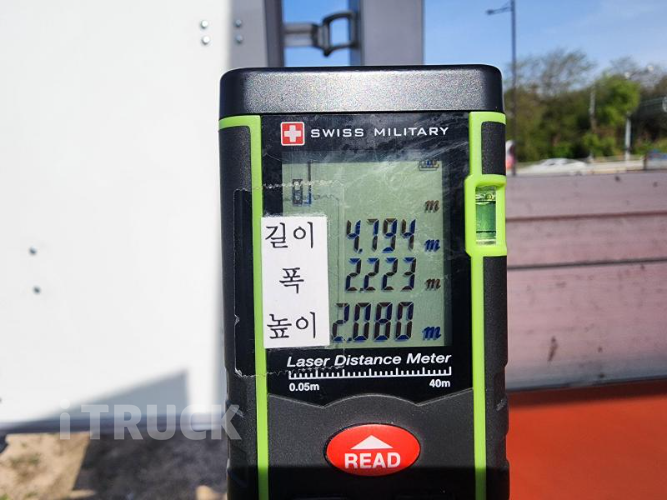 SWISS MILITARY
m
길이 4.794 m
폭 2.223 m
높이 2.080 m
Laser Distance Meter
0.05m 40m
iTRUCK
READ